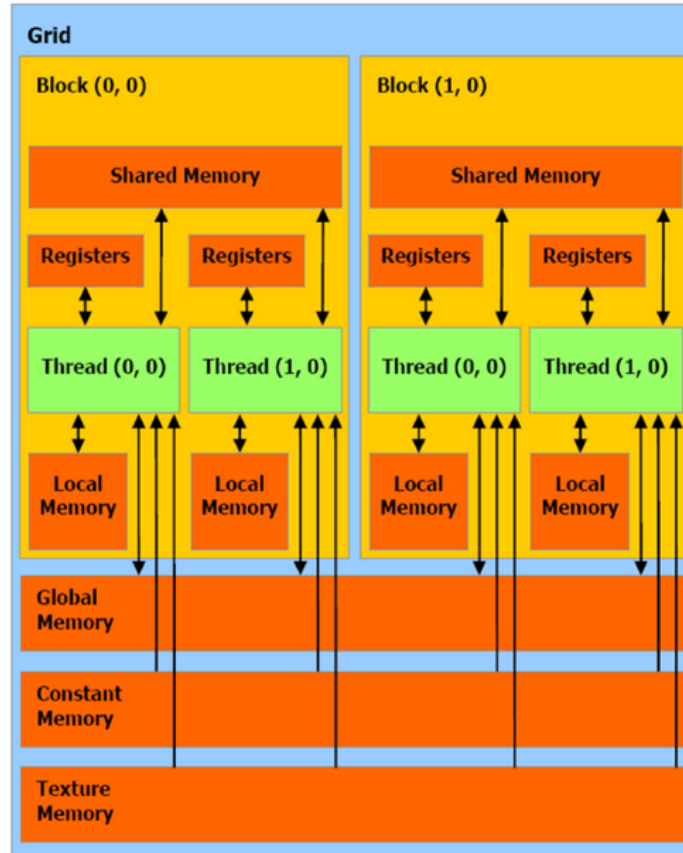 Grid
Block (0, 0)
Block (1, 0)
Shared Memory
Shared Memory
Registers
Registers
Registers
Registers
Thread (0, 0)
Thread (1, 0)
Thread (0, 0)
Thread (1, 0)
Local
Memory
Local
Memory
Local
Memory
Local
Memory
Global
Memory
Constant
Memory
Texture
Memory